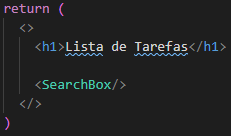 return (
<>
<h1>Lista de Tarefas</h1>
<SearchBox/>
</>
)